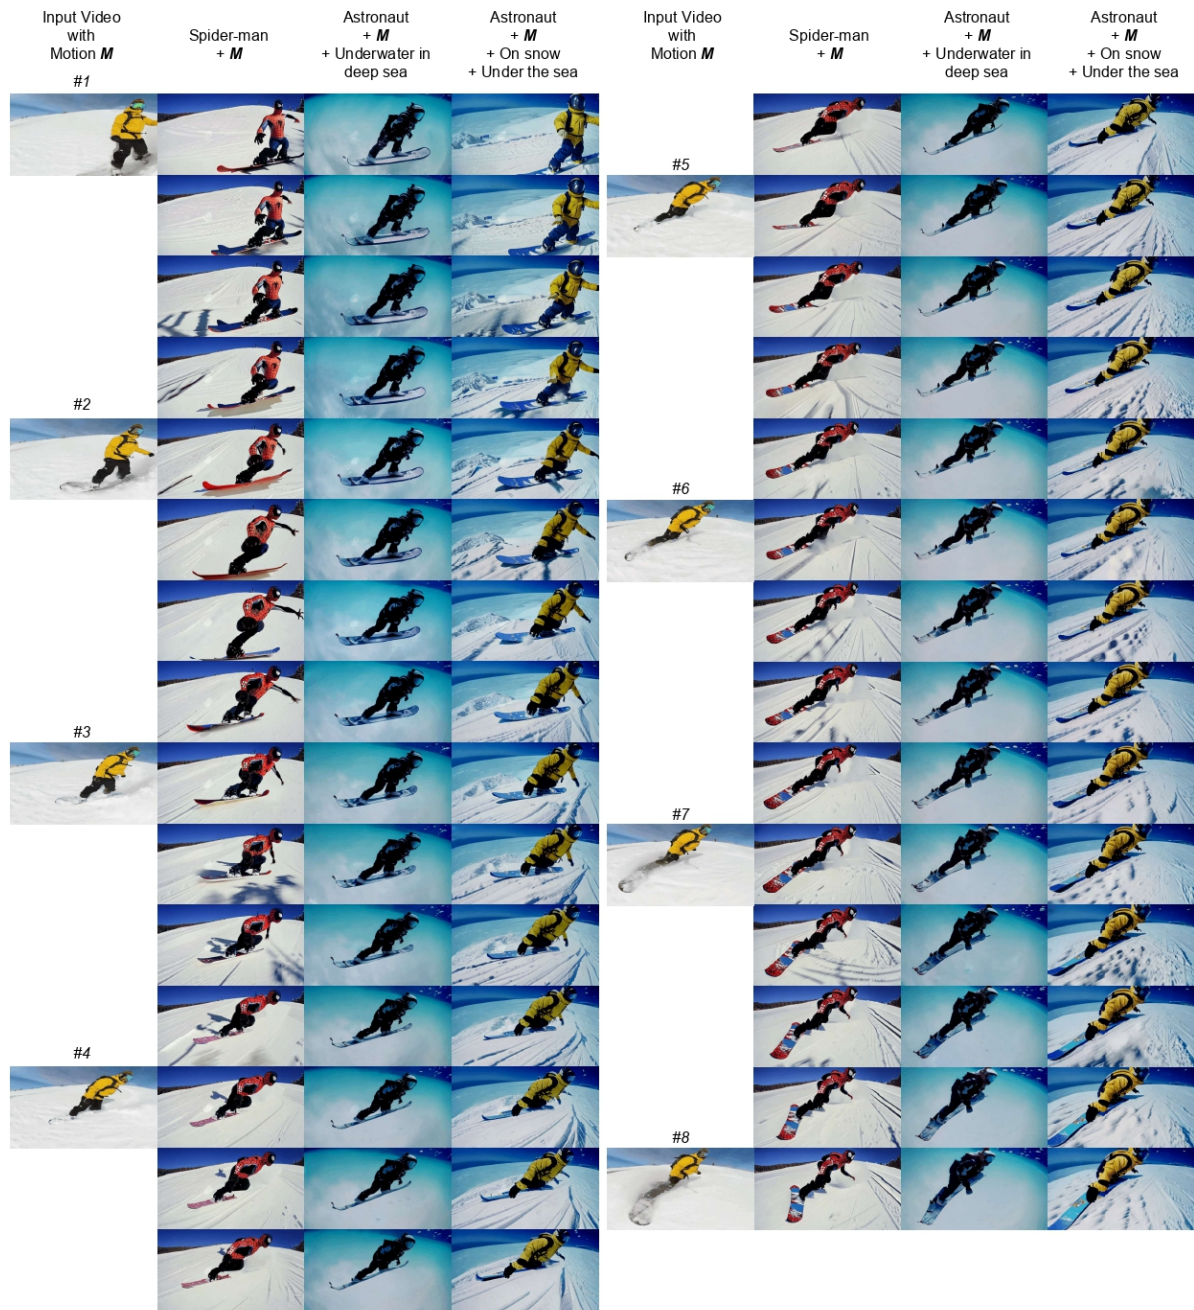 Input Video
with
Motion M
Spider-man
+ M
Astronaut
+ M
+ Underwater in
deep sea
Astronaut
+ M
+ On snow
+ Under the sea
#1
#2
#3
#4
Input Video
with
Motion M
Spider-man
+ M
Astronaut
+ M
+ Underwater in
deep sea
Astronaut
+ M
+ On snow
+ Under the sea
#5
#6
#7
#8